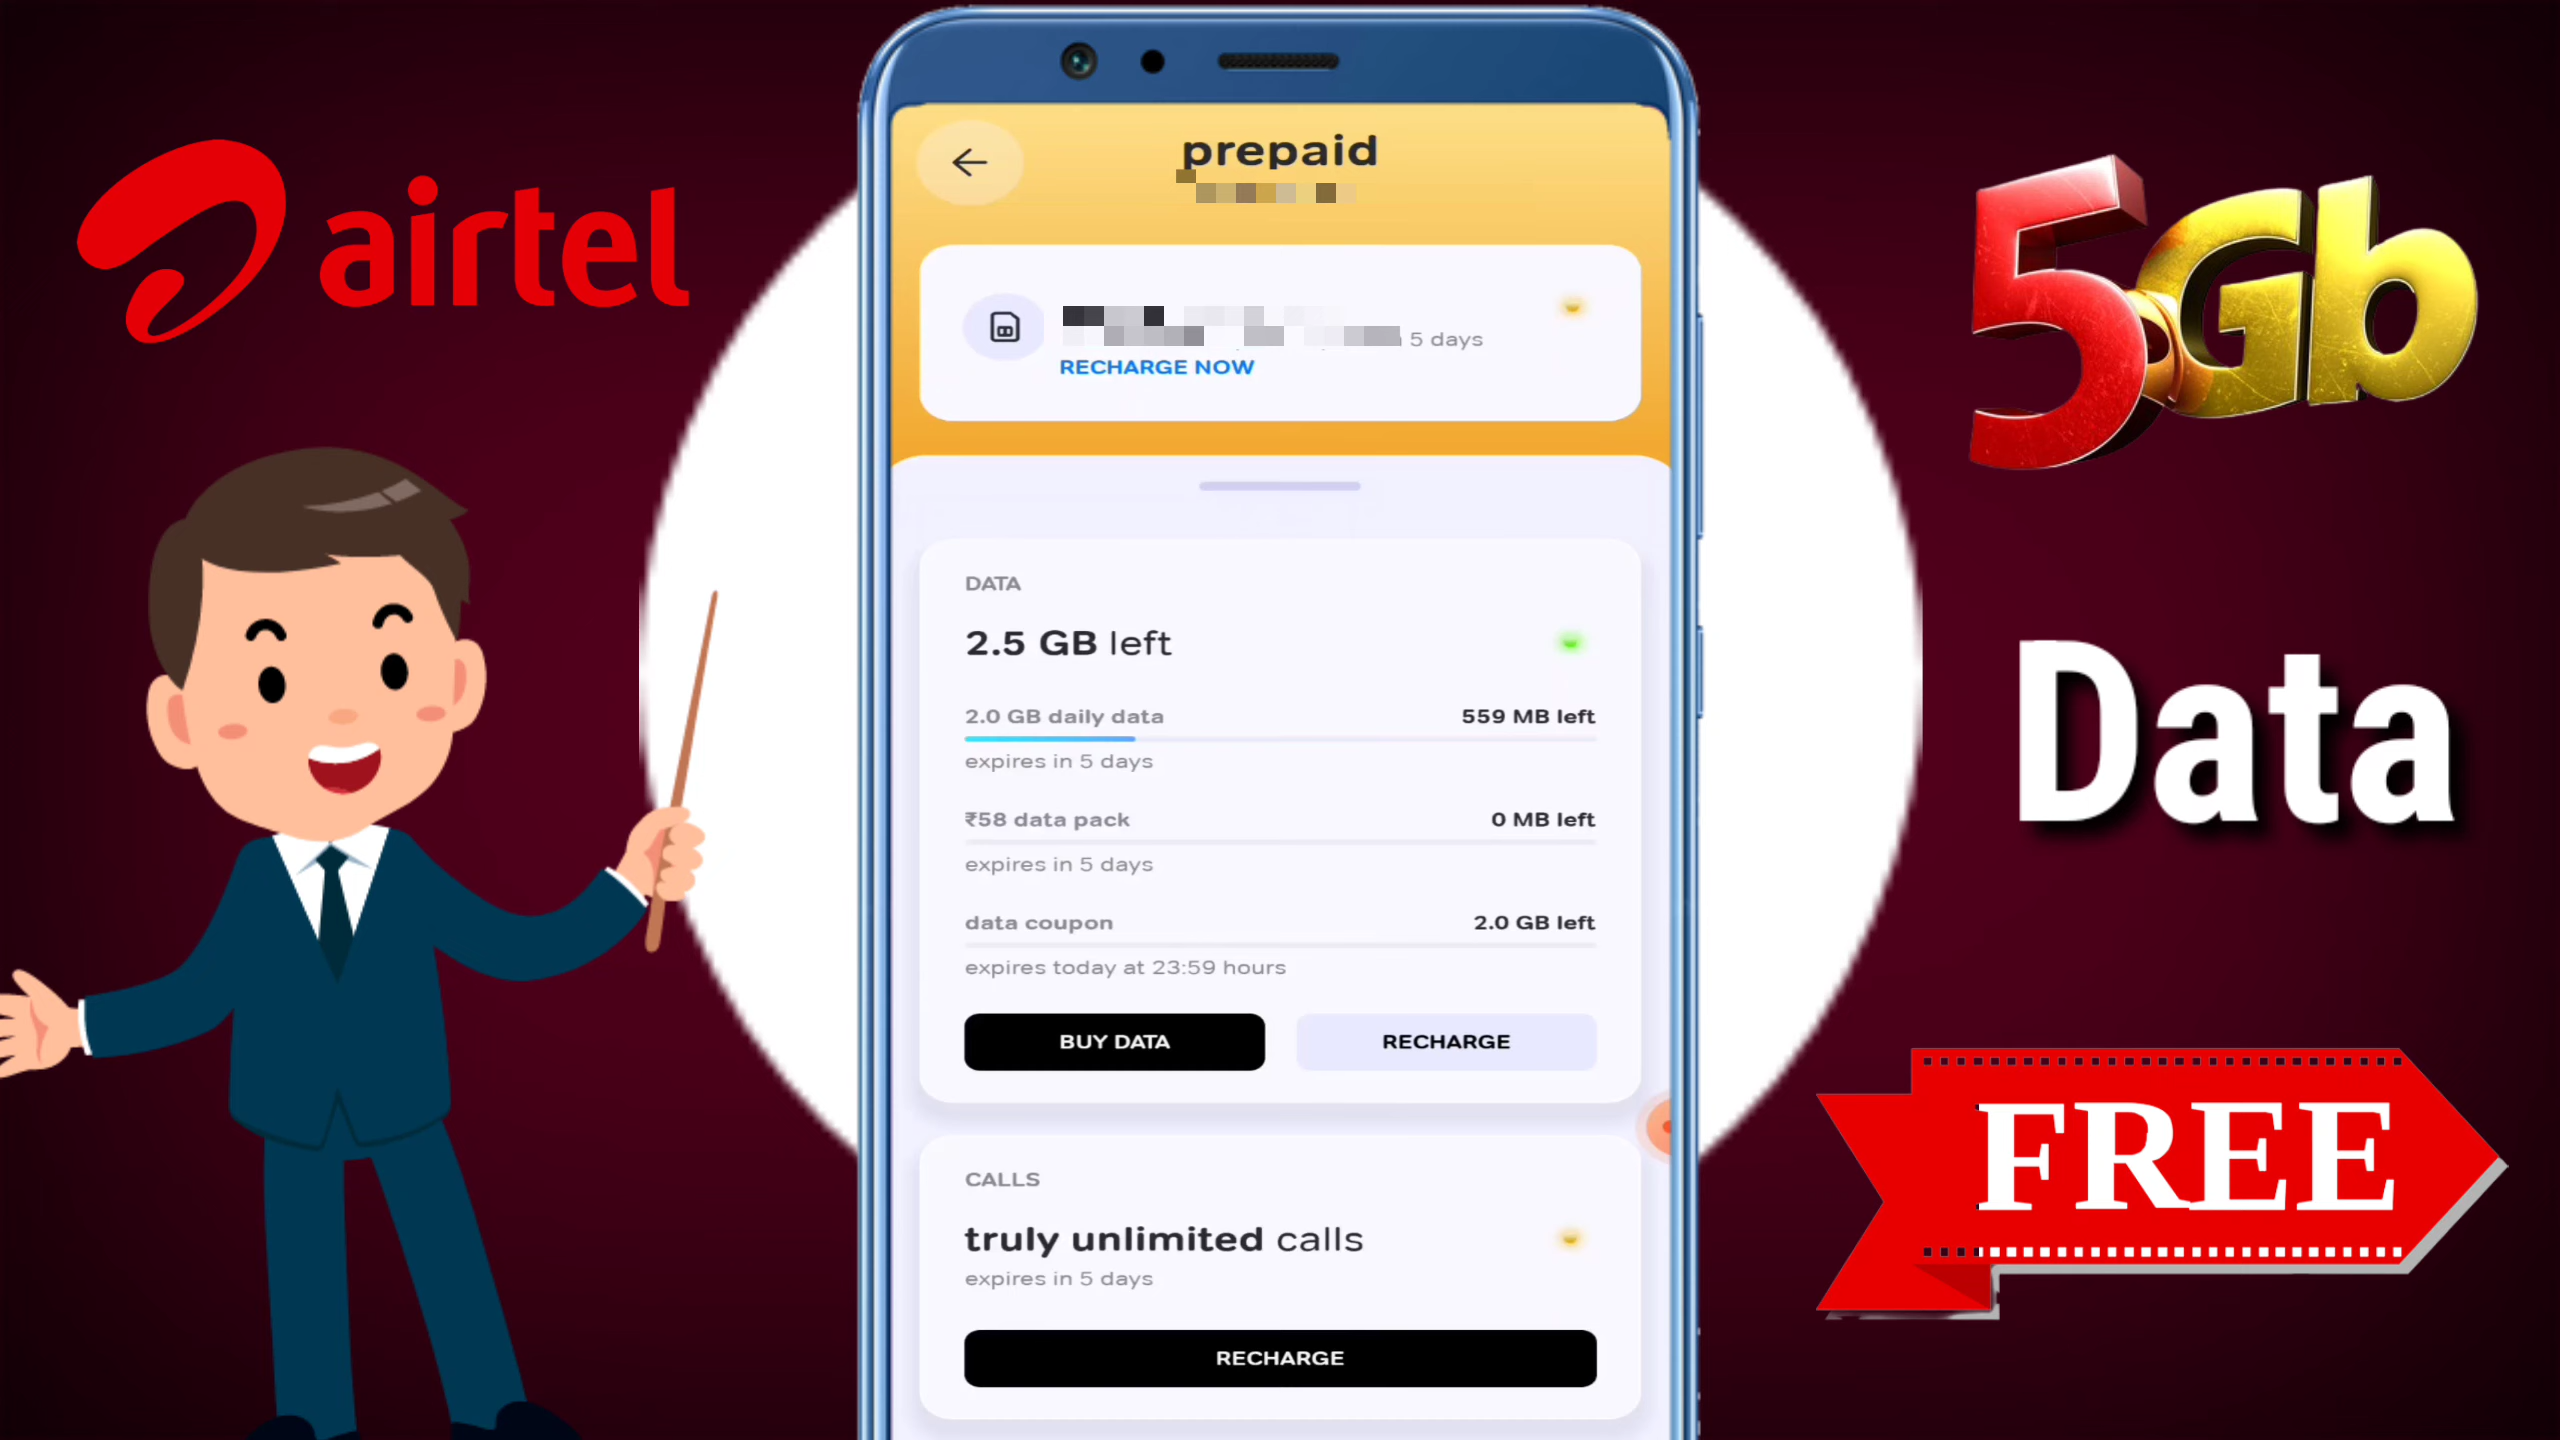 airtel
prepaid
5 days
RECHARGE NOW
DATA
2.5 GB left
2.0 GB daily data
559 MB left
expires in 5 days
₹58 data pack
0 MB left
expires in 5 days
data coupon
2.0 GB left
expires today at 23:59 hours
BUY DATA
RECHARGE
CALLS
truly unlimited calls
expires in 5 days
RECHARGE
5Gb
Data
FREE